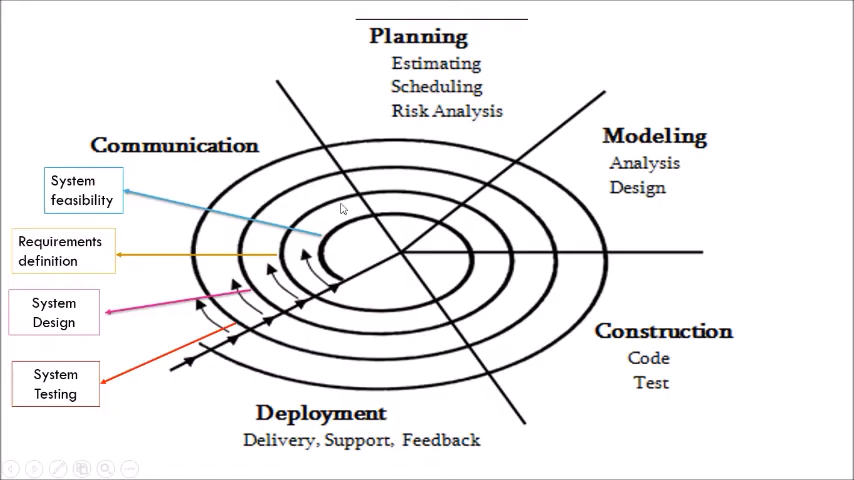 Planning
Estimating
Scheduling
Risk Analysis
Communication
Modeling
Analysis
Design
System
feasibility
Requirements
definition
System
Design
System
Testing
Construction
Code
Test
Deployment
Delivery, Support, Feedback